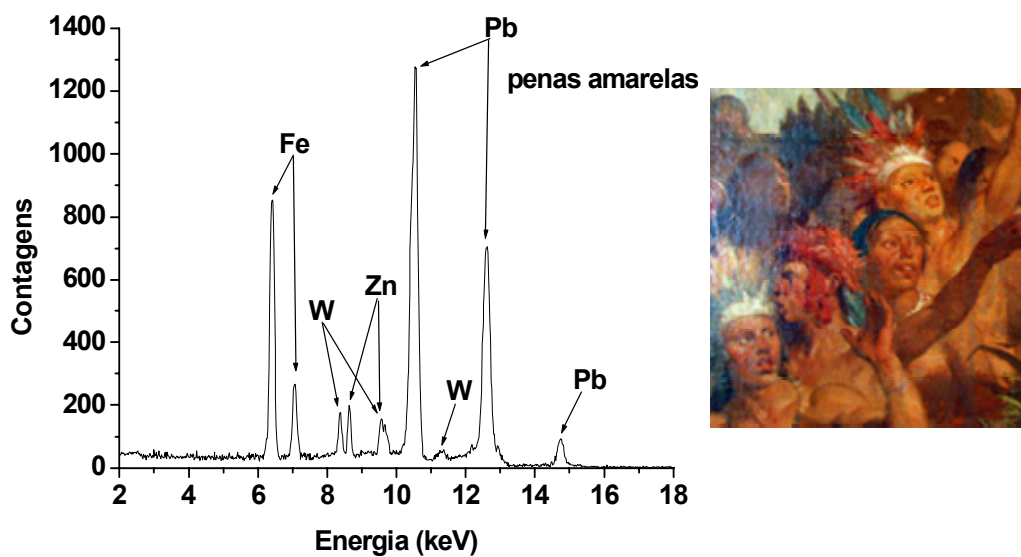 1400
1200
1000
800
600
400
200
0
Contagens
Pb
penas amarelas
Fe
Zn
W
W
Pb
2 4 6 8 10 12 14 16 18
Energia (keV)